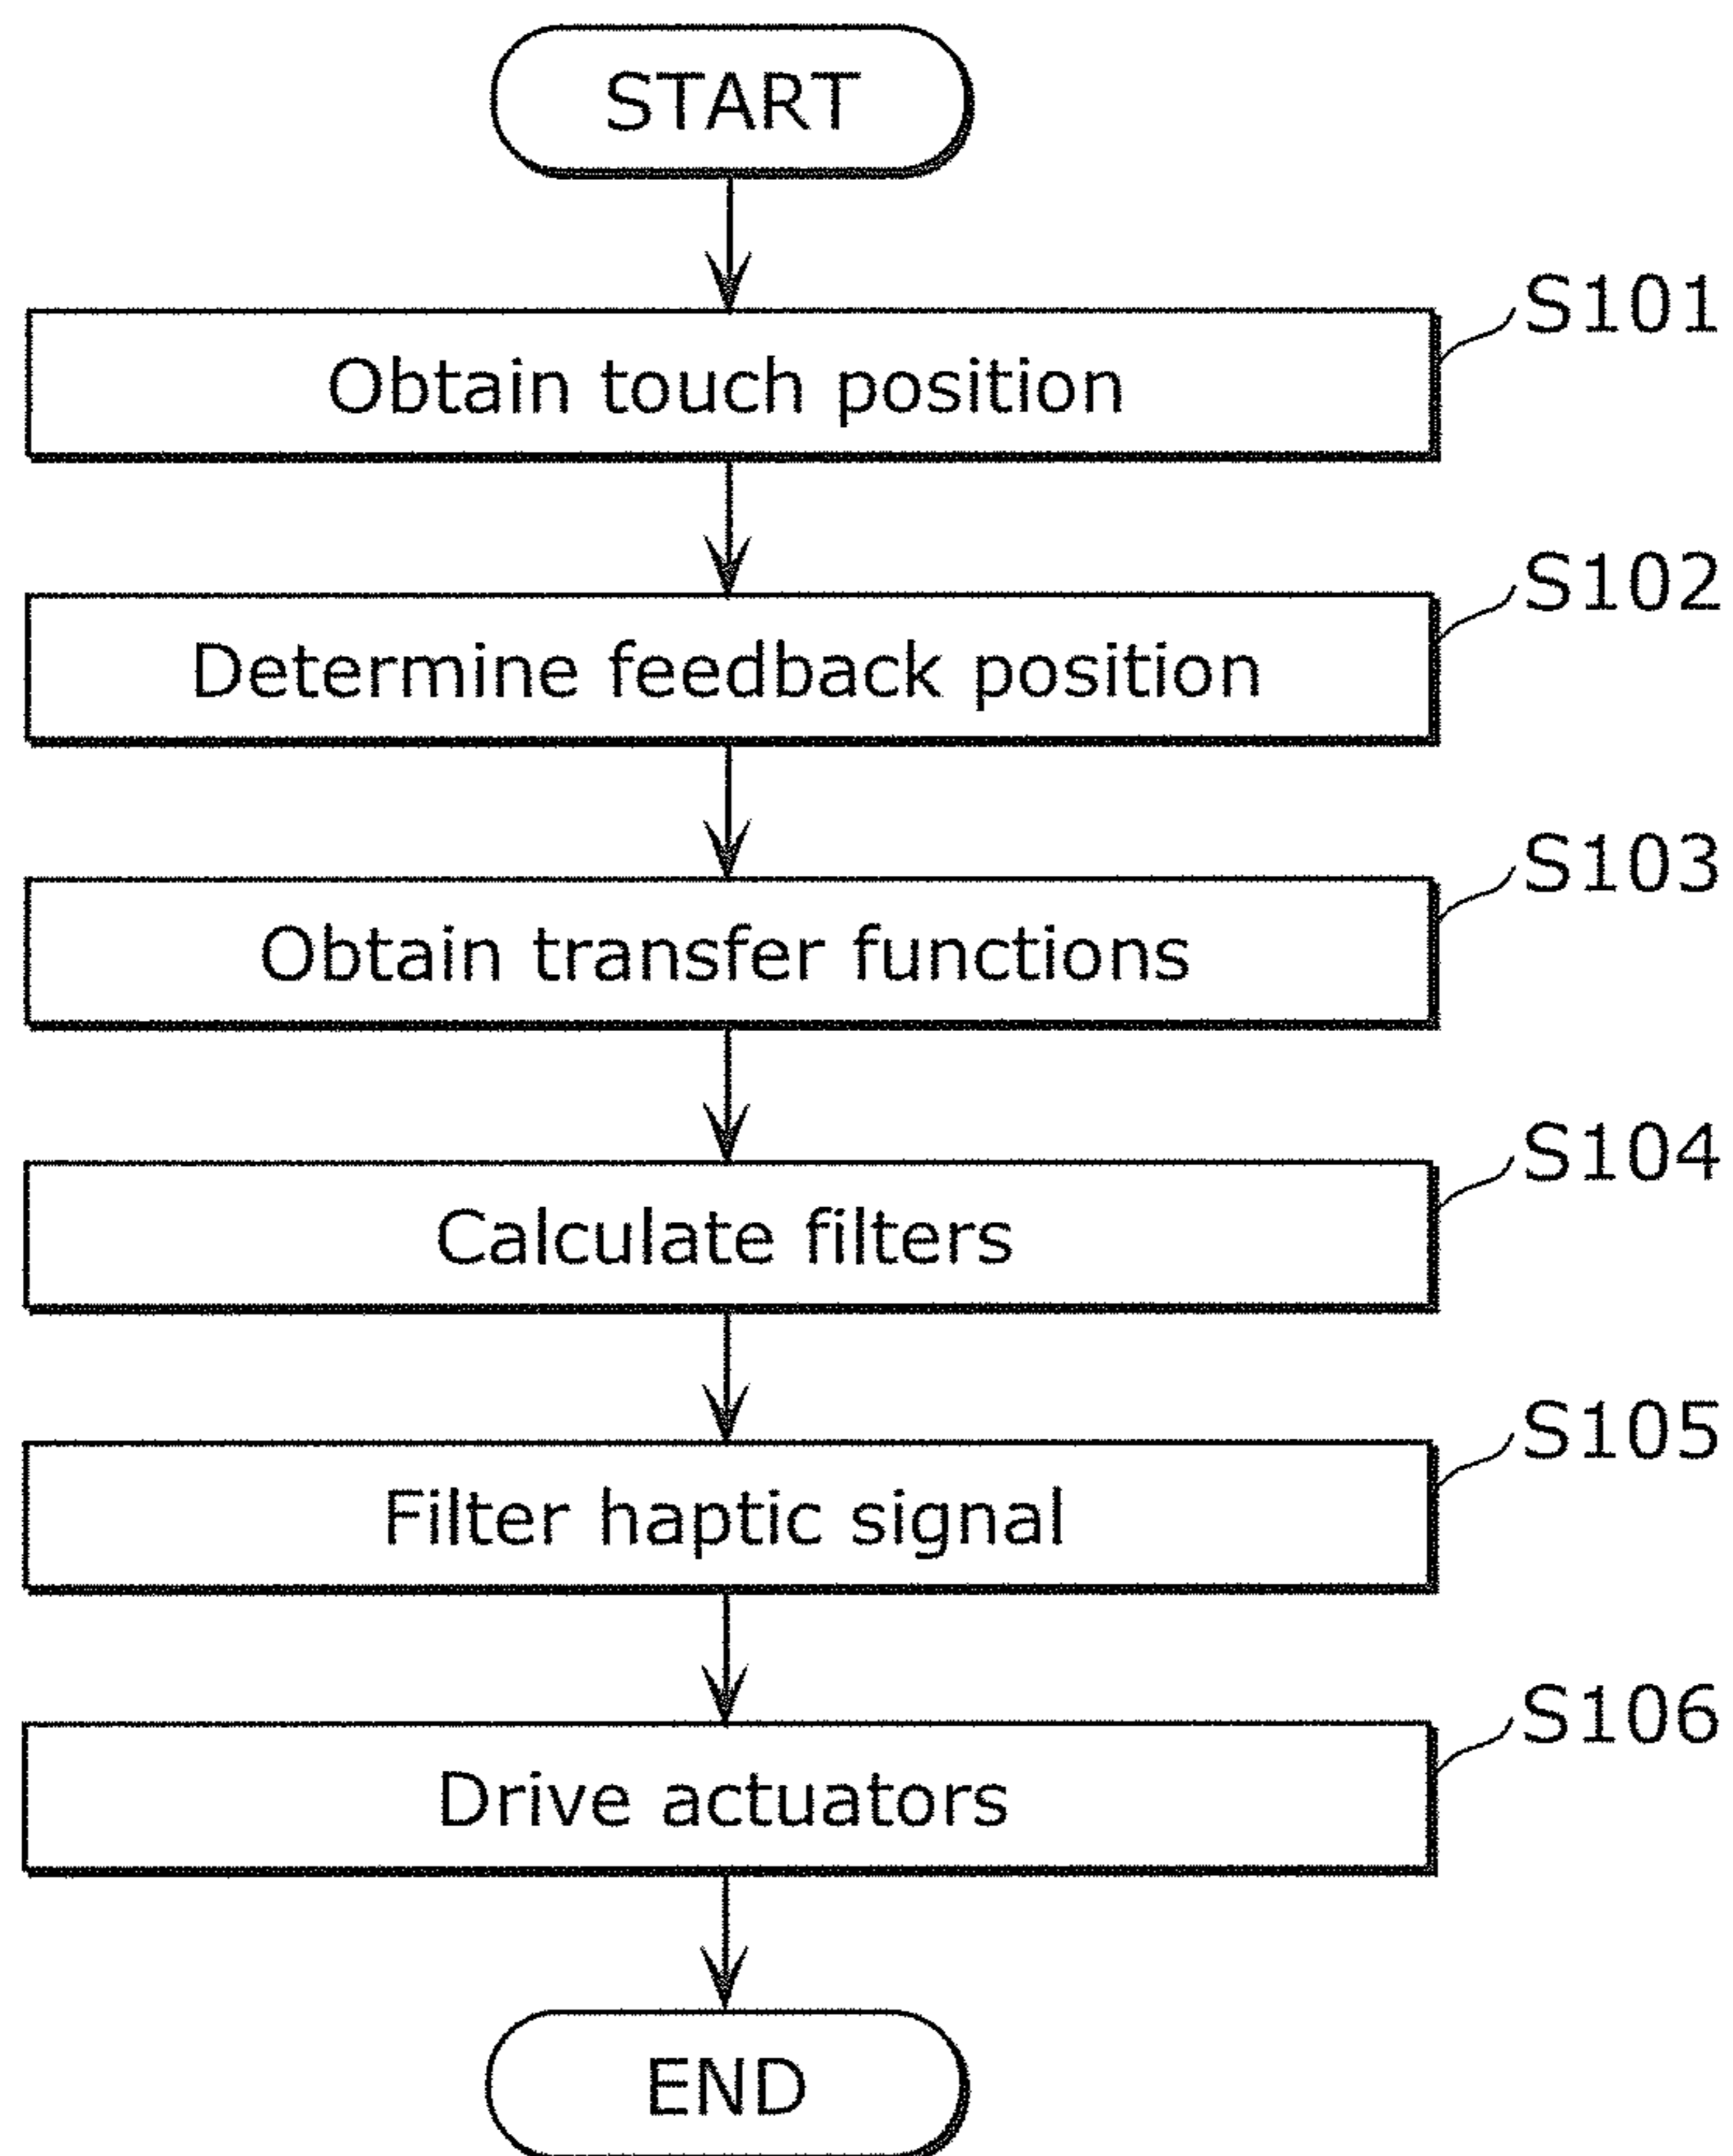 START
S101
Obtain touch position
S102
Determine feedback position
S103
Obtain transfer functions
S104
Calculate filters
S105
Filter haptic signal
S106
Drive actuators
END